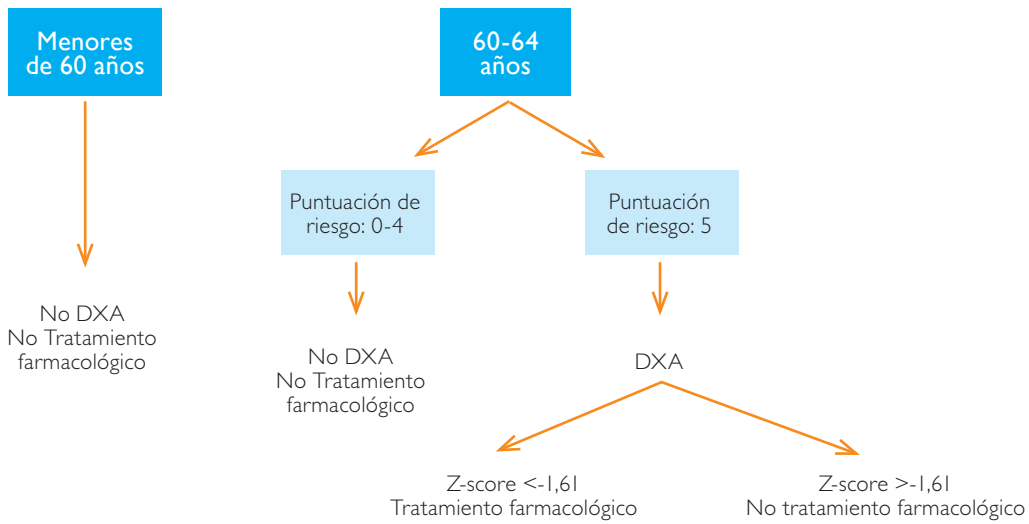 Menores
de 60 años
60-64
años
Puntuación de
riesgo: 0-4
Puntuación
de riesgo: 5
No DXA
No Tratamiento
farmacológico
No DXA
No Tratamiento
farmacológico
DXA
Z-score <-1,61
Tratamiento farmacológico
Z-score >-1,61
No tratamiento farmacológico